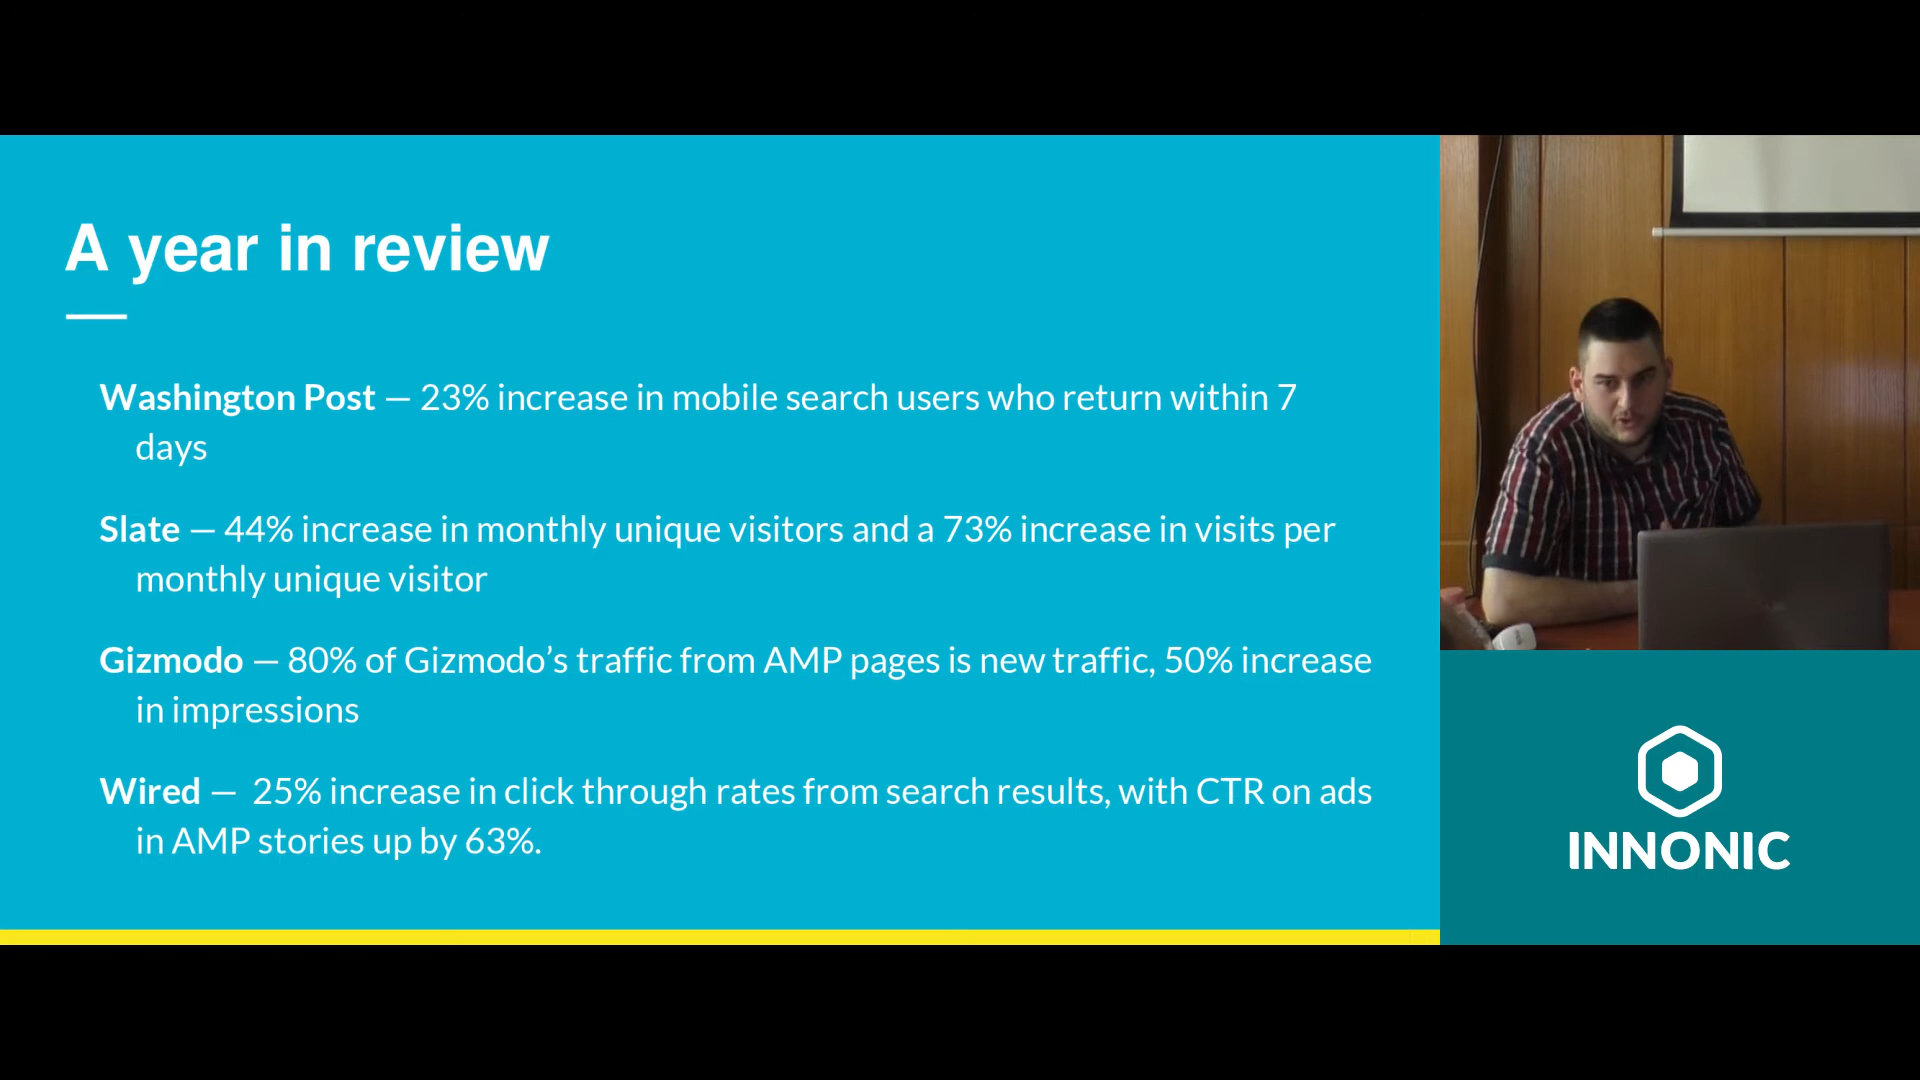 A year in review
Washington Post — 23% increase in mobile search users who return within 7
days
Slate — 44% increase in monthly unique visitors and a 73% increase in visits per
monthly unique visitor
Gizmodo — 80% of Gizmodo’s traffic from AMP pages is new traffic, 50% increase
in impressions
Wired — 25% increase in click through rates from search results, with CTR on ads
in AMP stories up by 63%.
INNONIC